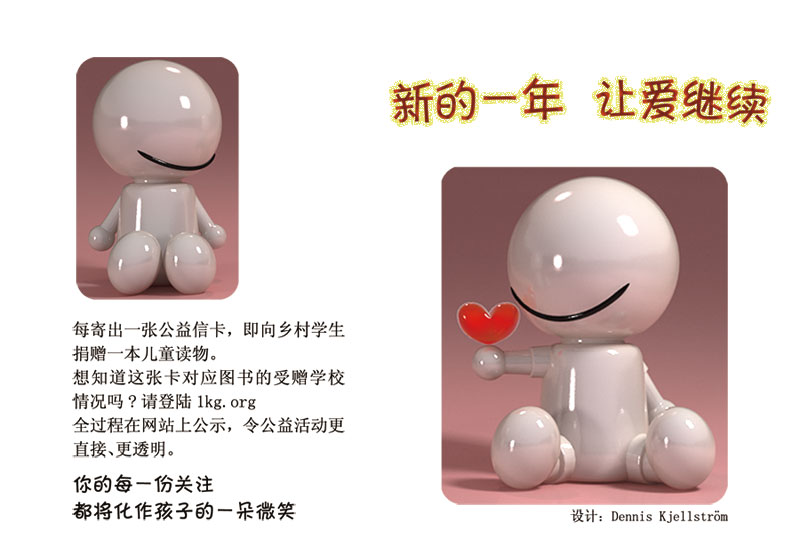 新的一年 让爱继续
每寄出一张公益信卡，即向乡村学生
捐赠一本儿童读物。
想知道这张卡对应图书的受赠学校
情况吗？请登陆 1kg.org
全过程在网站上公示，令公益活动更
直接、更透明。
你的每一份关注
都将化作孩子的一朵微笑
设计：Dennis Kjellström